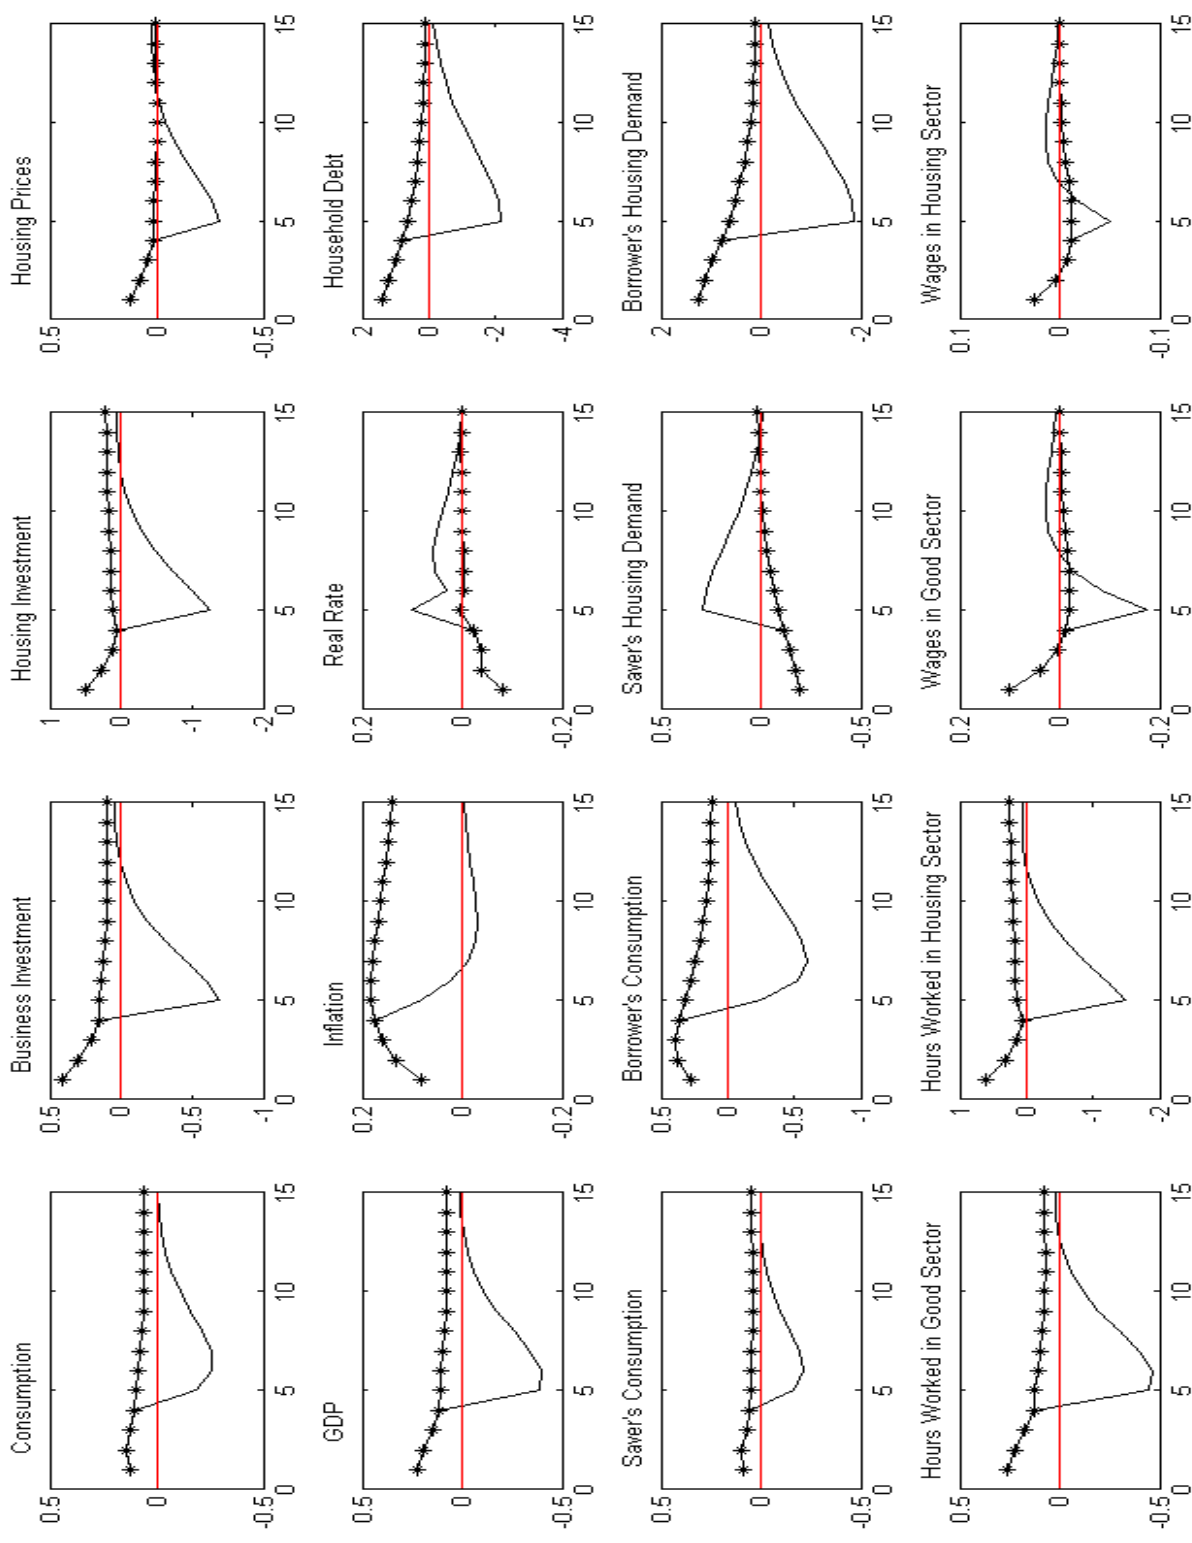 Consumption
0.5
0
-0.5
0 5 10 15
Business Investment
0.5
0
-0.5
-1
0 5 10 15
Housing Investment
1
0
-1
-2
0 5 10 15
Housing Prices
0.5
0
-0.5
0 5 10 15
GDP
0.5
0
-0.5
0 5 10 15
Inflation
0.2
0
-0.2
0 5 10 15
Real Rate
0.2
0
-0.2
0 5 10 15
Household Debt
2
0
-2
-4
0 5 10 15
Saver's Consumption
0.5
0
-0.5
0 5 10 15
Borrower's Consumption
0.5
0
-0.5
-1
0 5 10 15
Saver's Housing Demand
0.5
0
-0.5
0 5 10 15
Borrower's Housing Demand
2
0
-2
0 5 10 15
Hours Worked in Good Sector
0.5
0
-0.5
0 5 10 15
Hours Worked in Housing Sector
1
0
-1
-2
0 5 10 15
Wages in Good Sector
0.2
0
-0.2
0 5 10 15
Wages in Housing Sector
0.1
0
-0.1
0 5 10 15